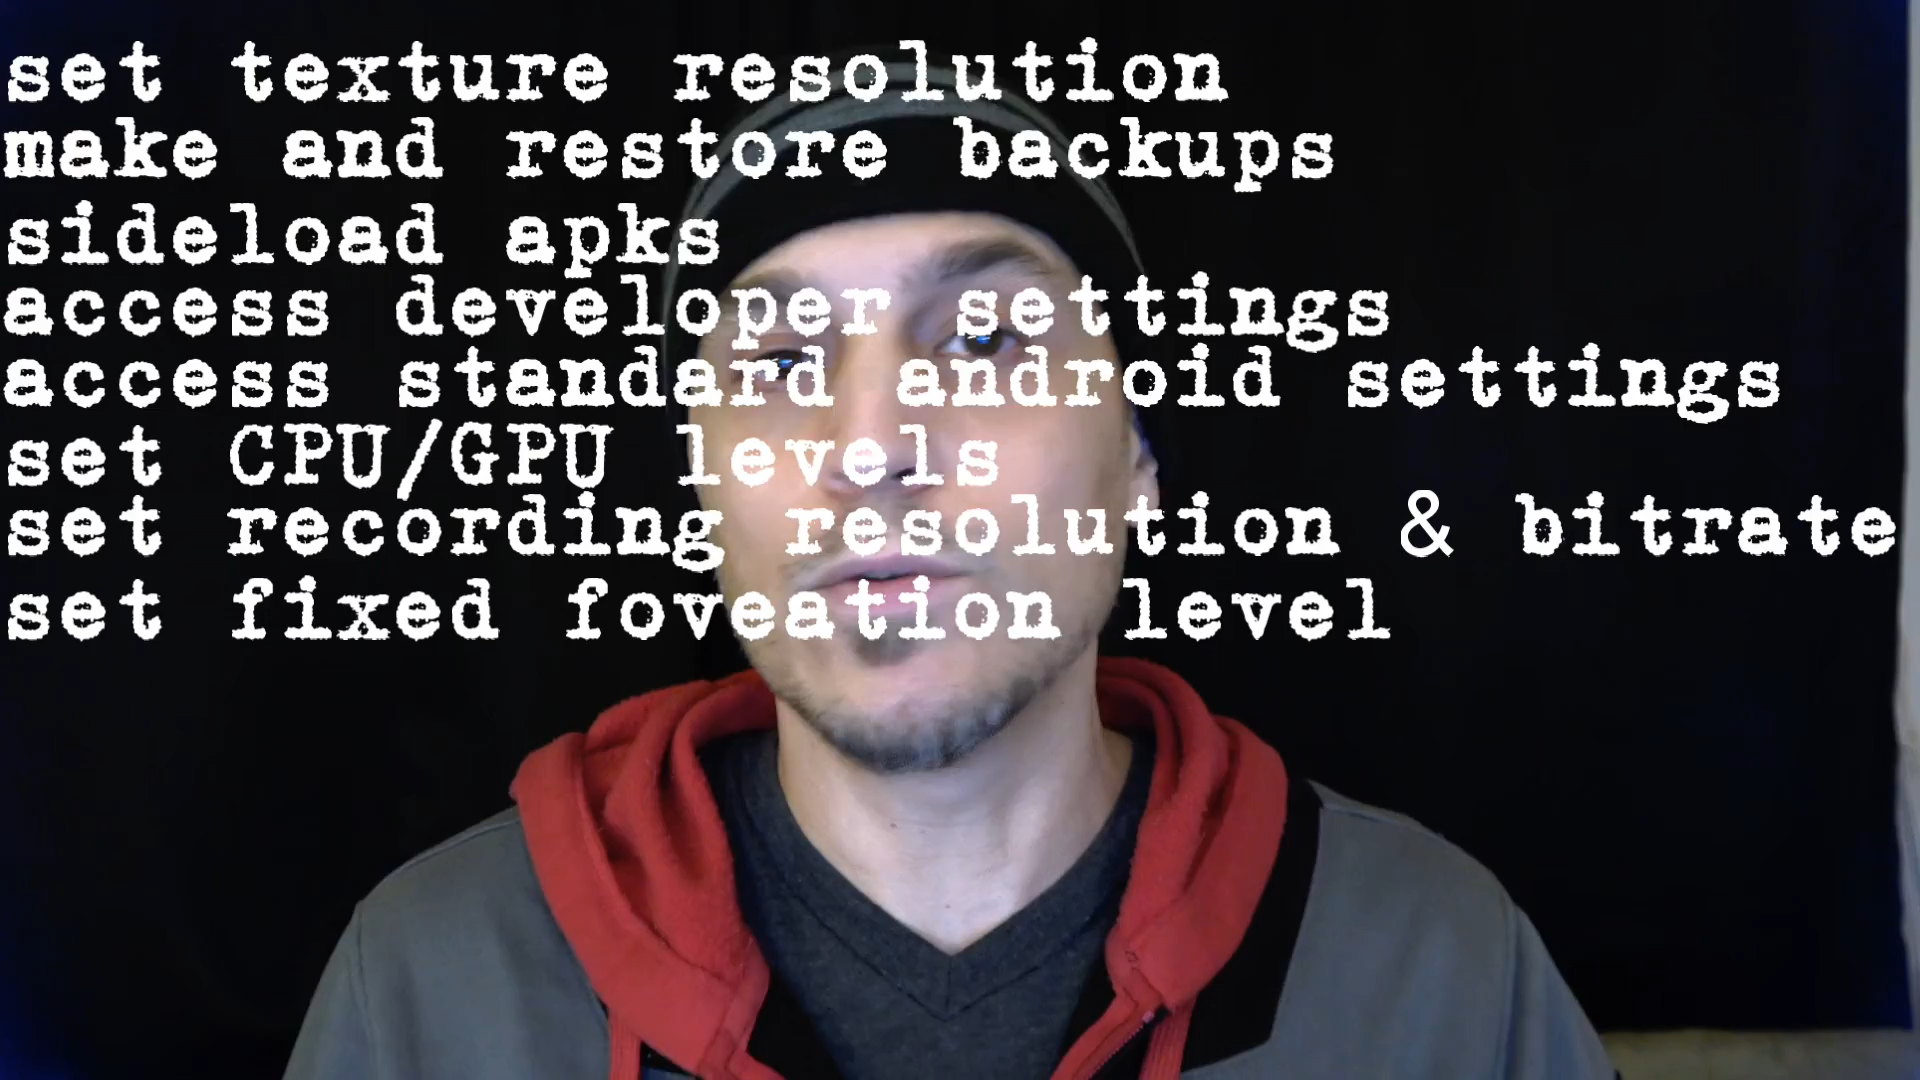 set texture resolution
make and restore backups
sideload apks
access developer settings
access standard android settings
set CPU/GPU levels
set recording resolution & bitrate
set fixed foveation level